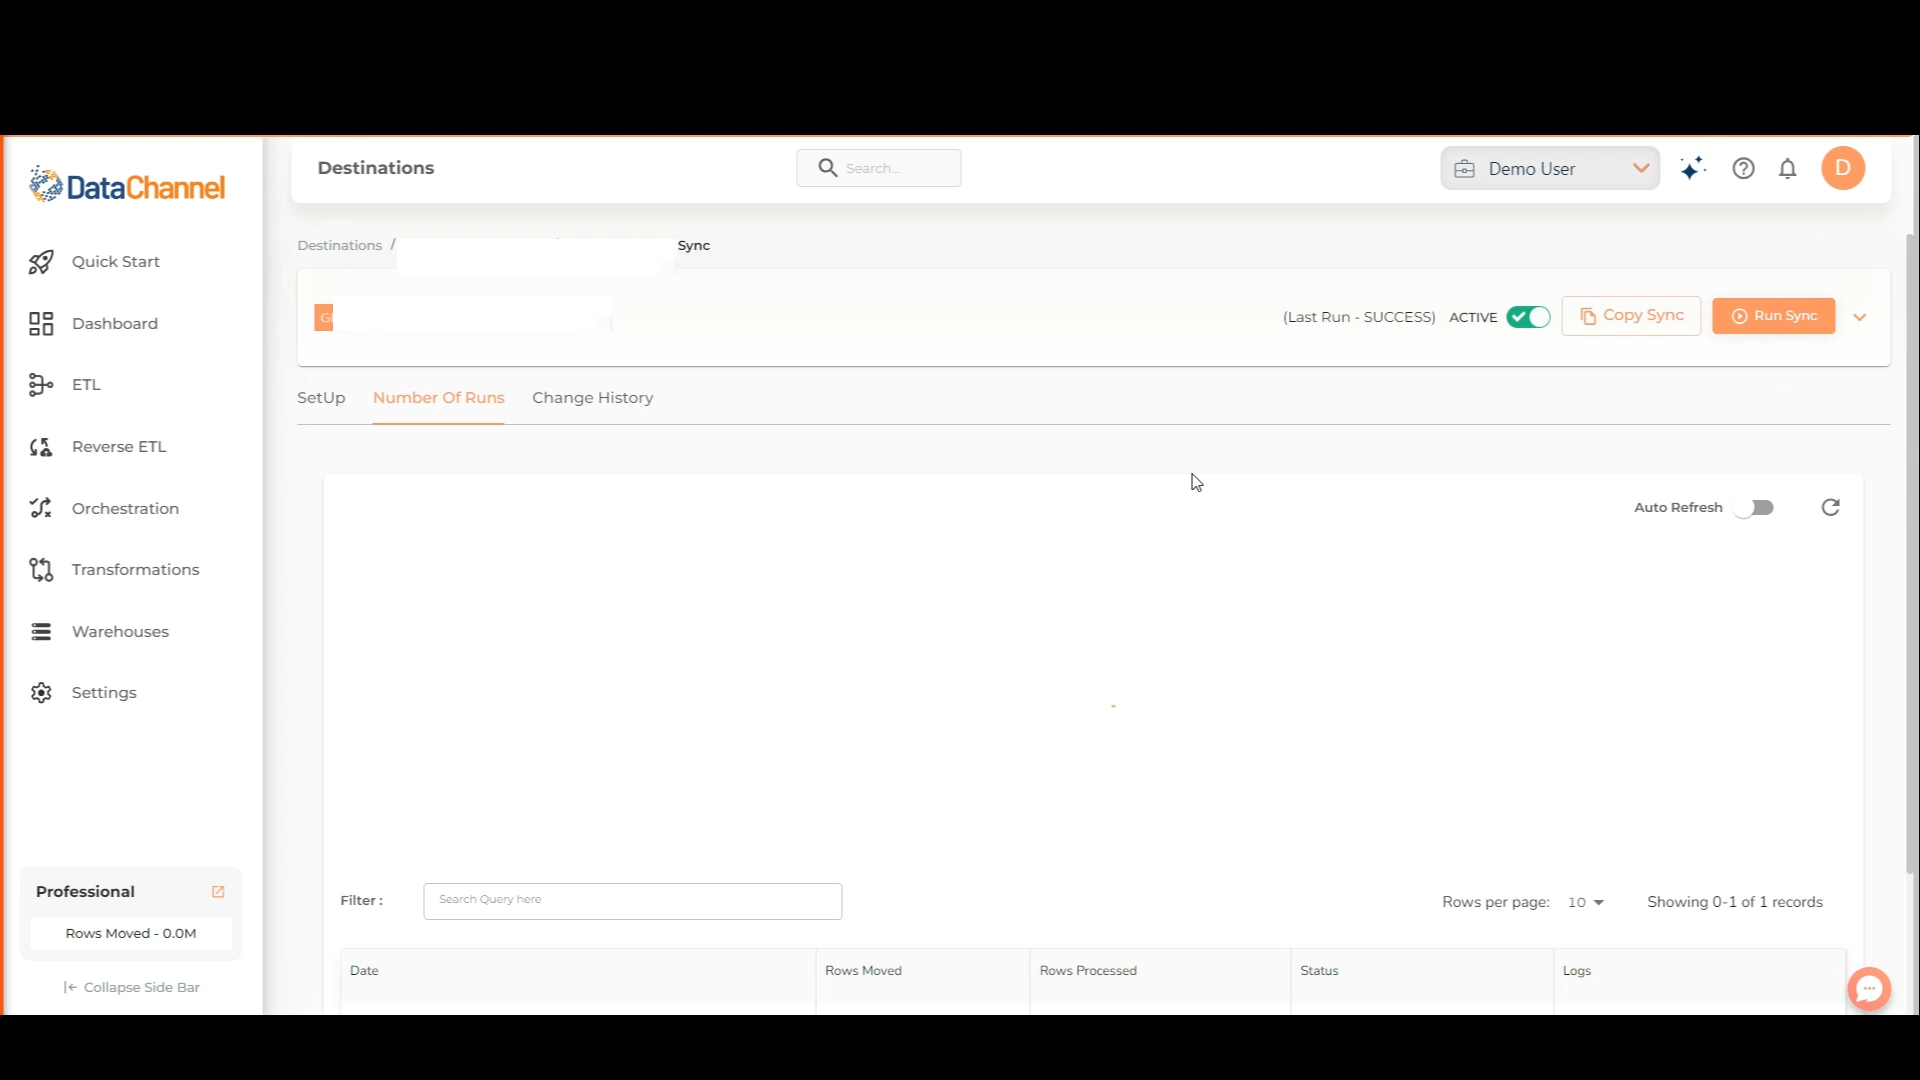 Destinations
Search...
Demo User
D
DataChannel
Quick Start
Dashboard
ETL
Reverse ETL
Orchestration
Transformations
Warehouses
Settings
Professional
Rows Moved - 0.0M
Collapse Side Bar
Destinations / Sync
(Last Run - SUCCESS) ACTIVE Copy Sync Run Sync
SetUp Number Of Runs Change History
Auto Refresh
Filter : Search Query here Rows per page: 10 Showing 0-1 of 1 records
Date Rows Moved Rows Processed Status Logs